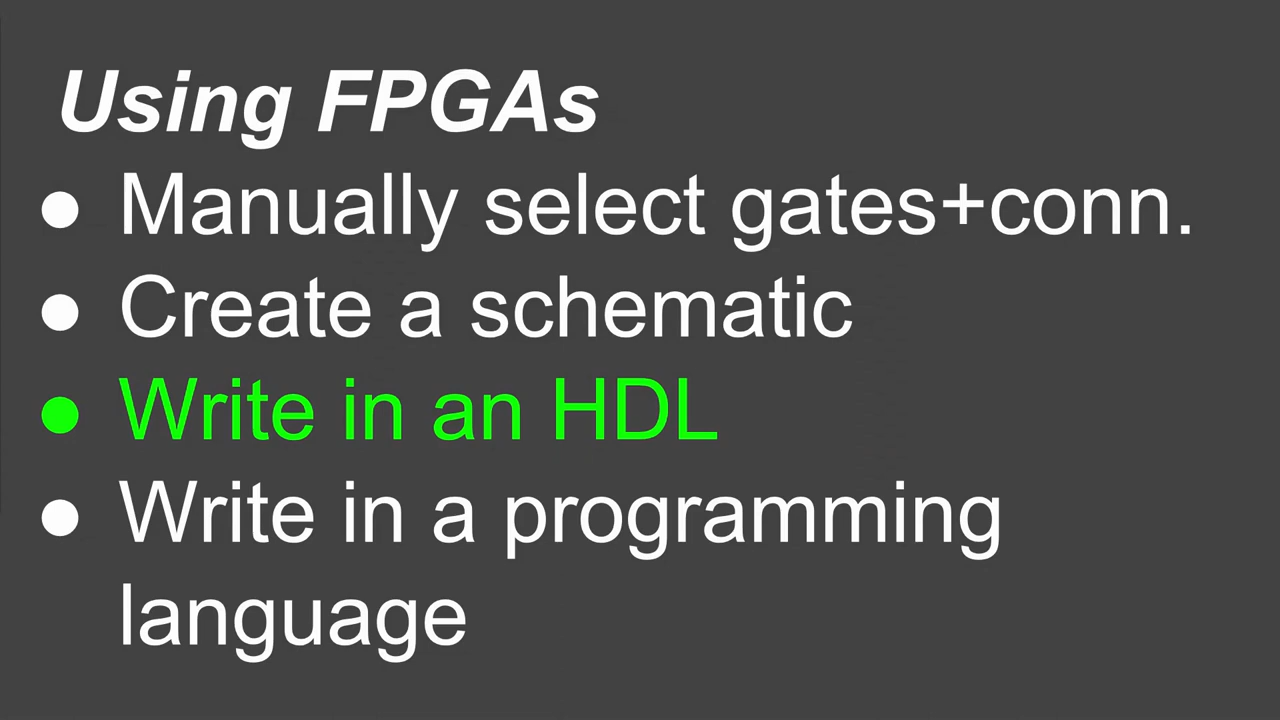 Using FPGAs
● Manually select gates+conn.
● Create a schematic
● Write in an HDL
● Write in a programming
language